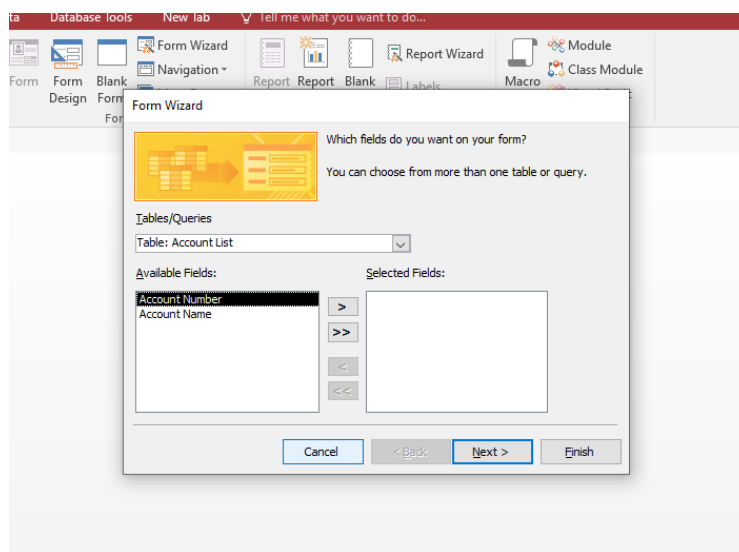 ta Database Tools New Tab Tell me what you want to do...
Form Wizard Report Wizard Module
Navigation Labels Class Module
Form Form Blank Report Report Blank Macro
Design Form
For
Form Wizard
Which fields do you want on your form?
You can choose from more than one table or query.
Tables/Queries
Table: Account List
Available Fields: Selected Fields:
Account Number
Account Name
>
>>
<
<<
Cancel < Back Next > Finish